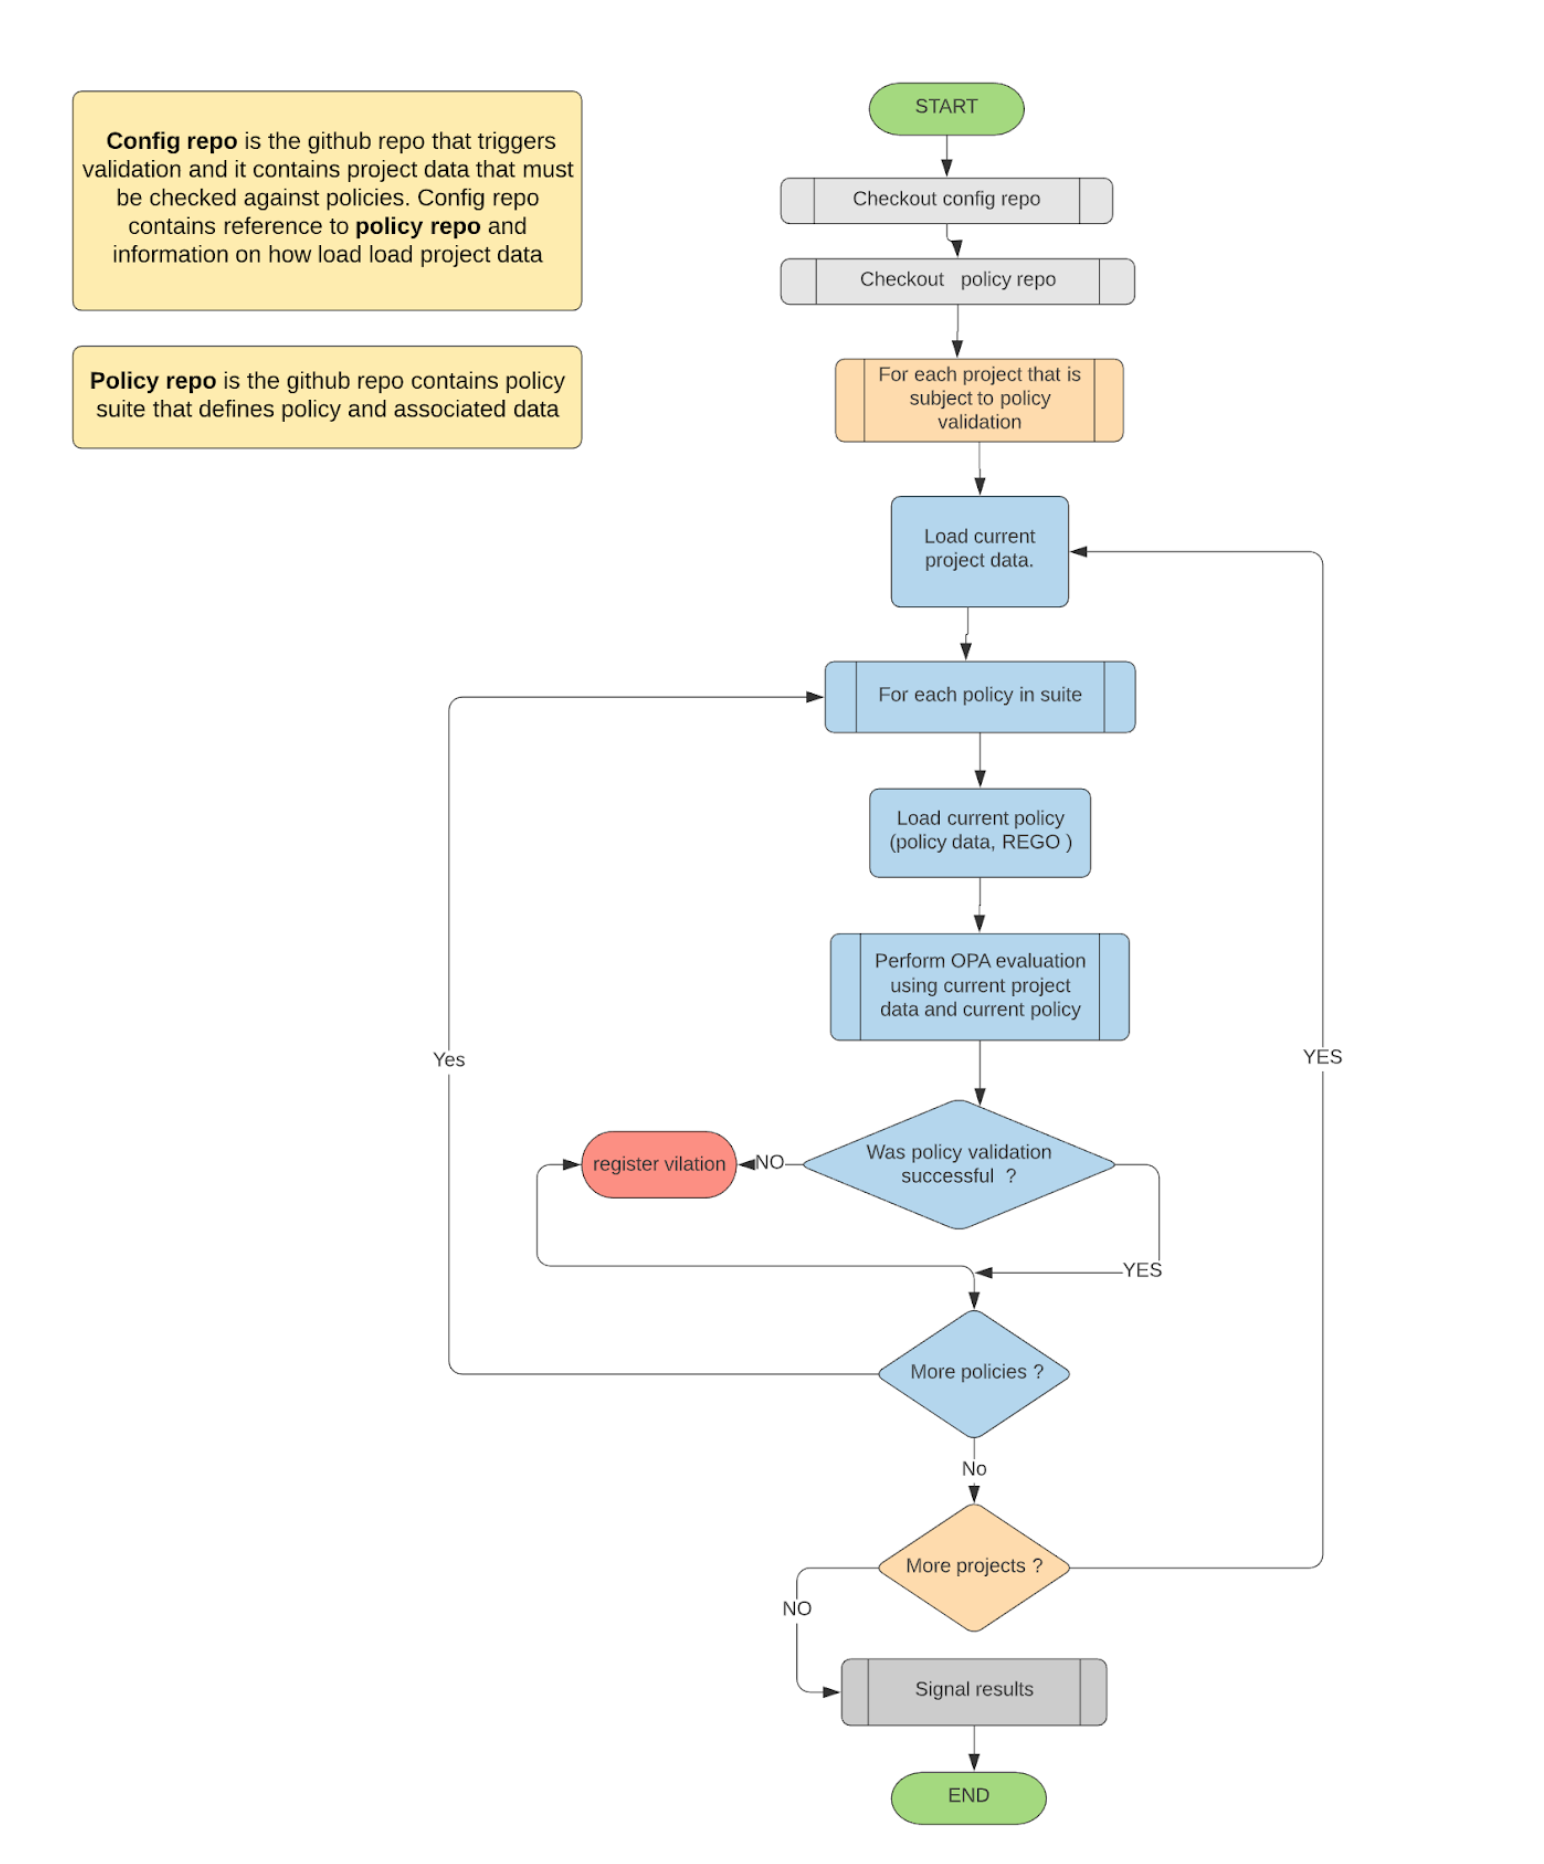 Config repo is the github repo that triggers
validation and it contains project data that must
be checked against policies. Config repo
contains reference to policy repo and
information on how load load project data
Policy repo is the github repo contains policy
suite that defines policy and associated data
START
Checkout config repo
Checkout policy repo
For each project that is
subject to policy
validation
Load current
project data.
For each policy in suite
Load current policy
(policy data, REGO )
Perform OPA evaluation
using current project
data and current policy
Yes
YES
Was policy validation
successful ?
NO
register vilation
YES
More policies ?
No
More projects ?
NO
Signal results
END